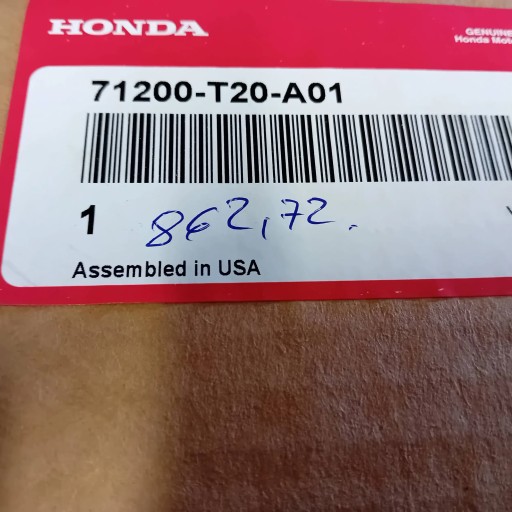 HONDA
GENUINE
Honda Moto
71200-T20-A01
1 862,72.
Assembled in USA